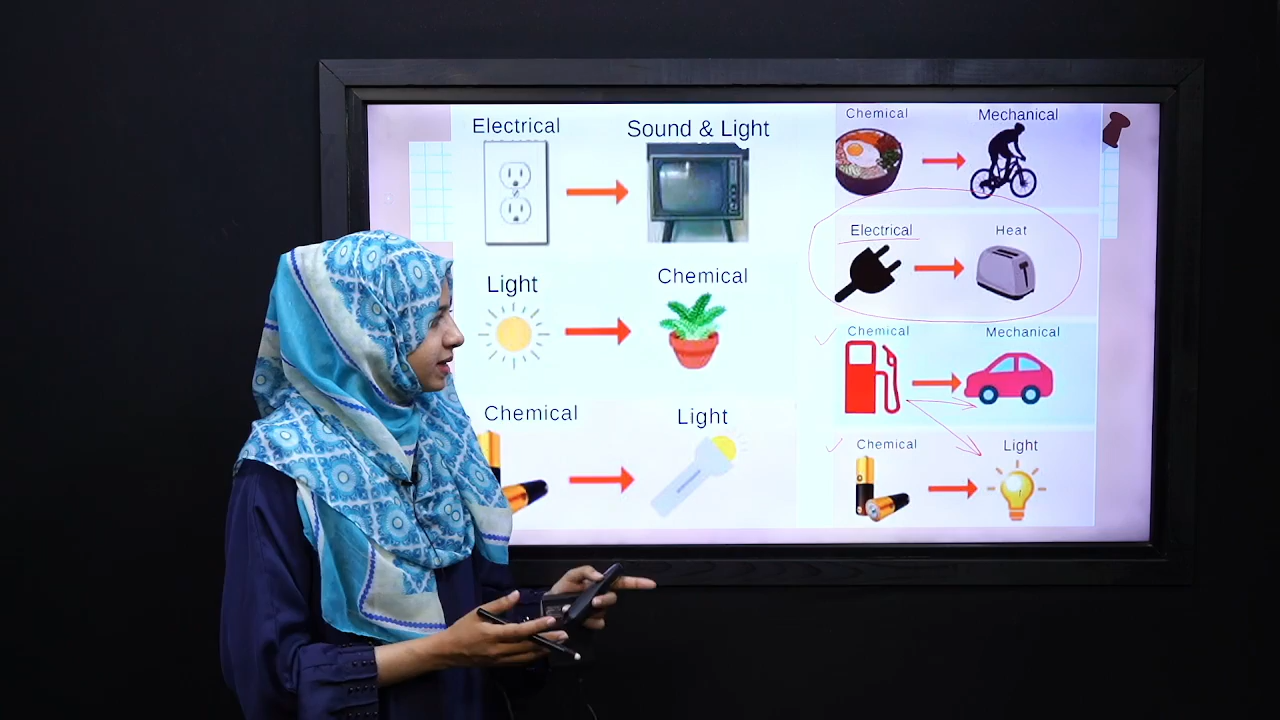 Electrical
Sound & Light
Light
Chemical
Chemical
Light
Chemical
Mechanical
Electrical
Heat
Chemical
Mechanical
Chemical
Light